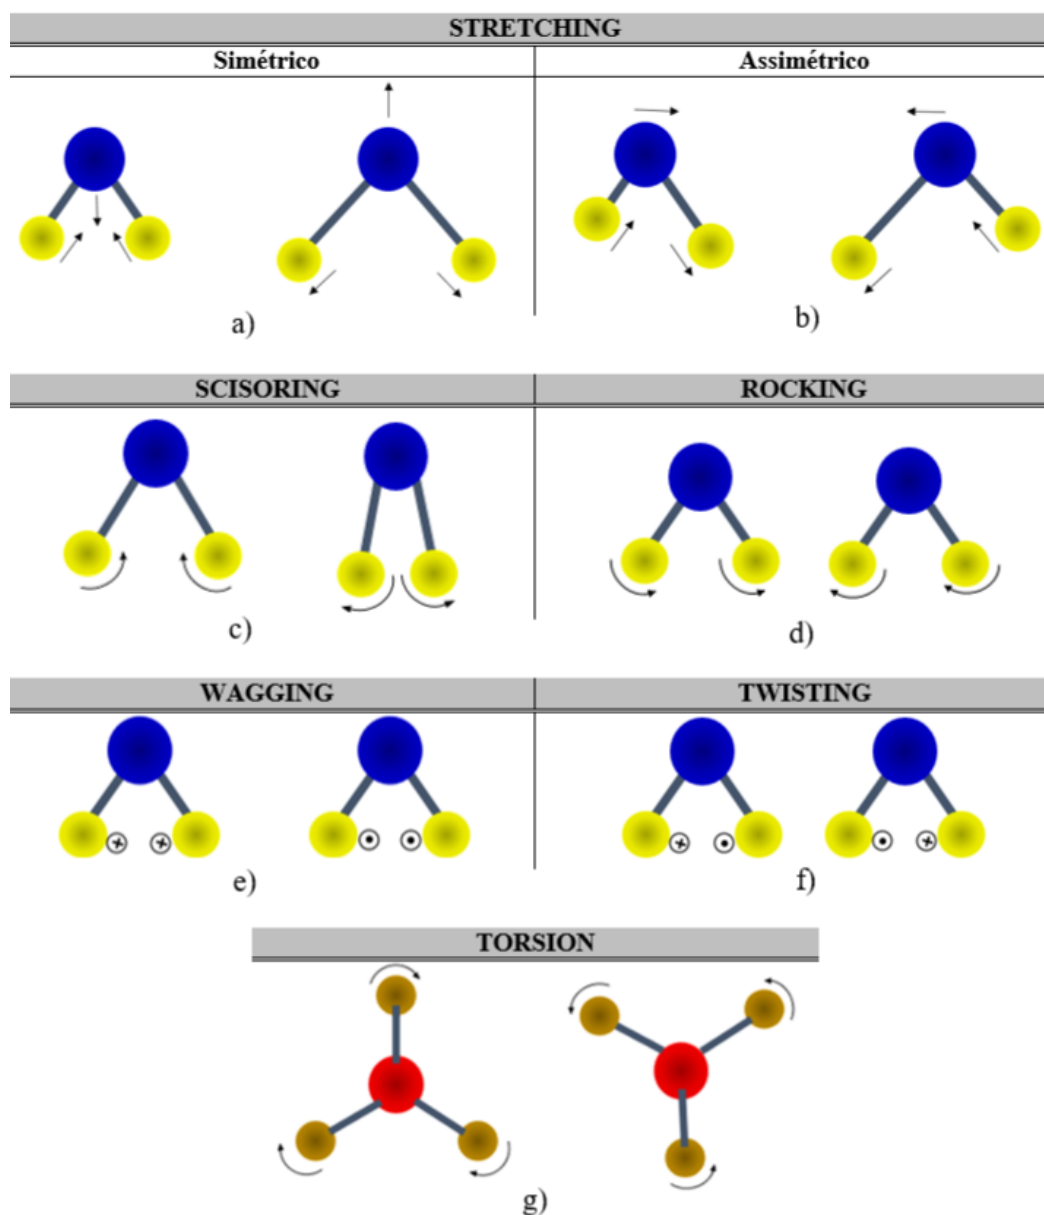 STRETCHING
Simétrico Assimétrico
a) b)
SCISORING ROCKING
c) d)
WAGGING TWISTING
e) f)
TORSION
g)